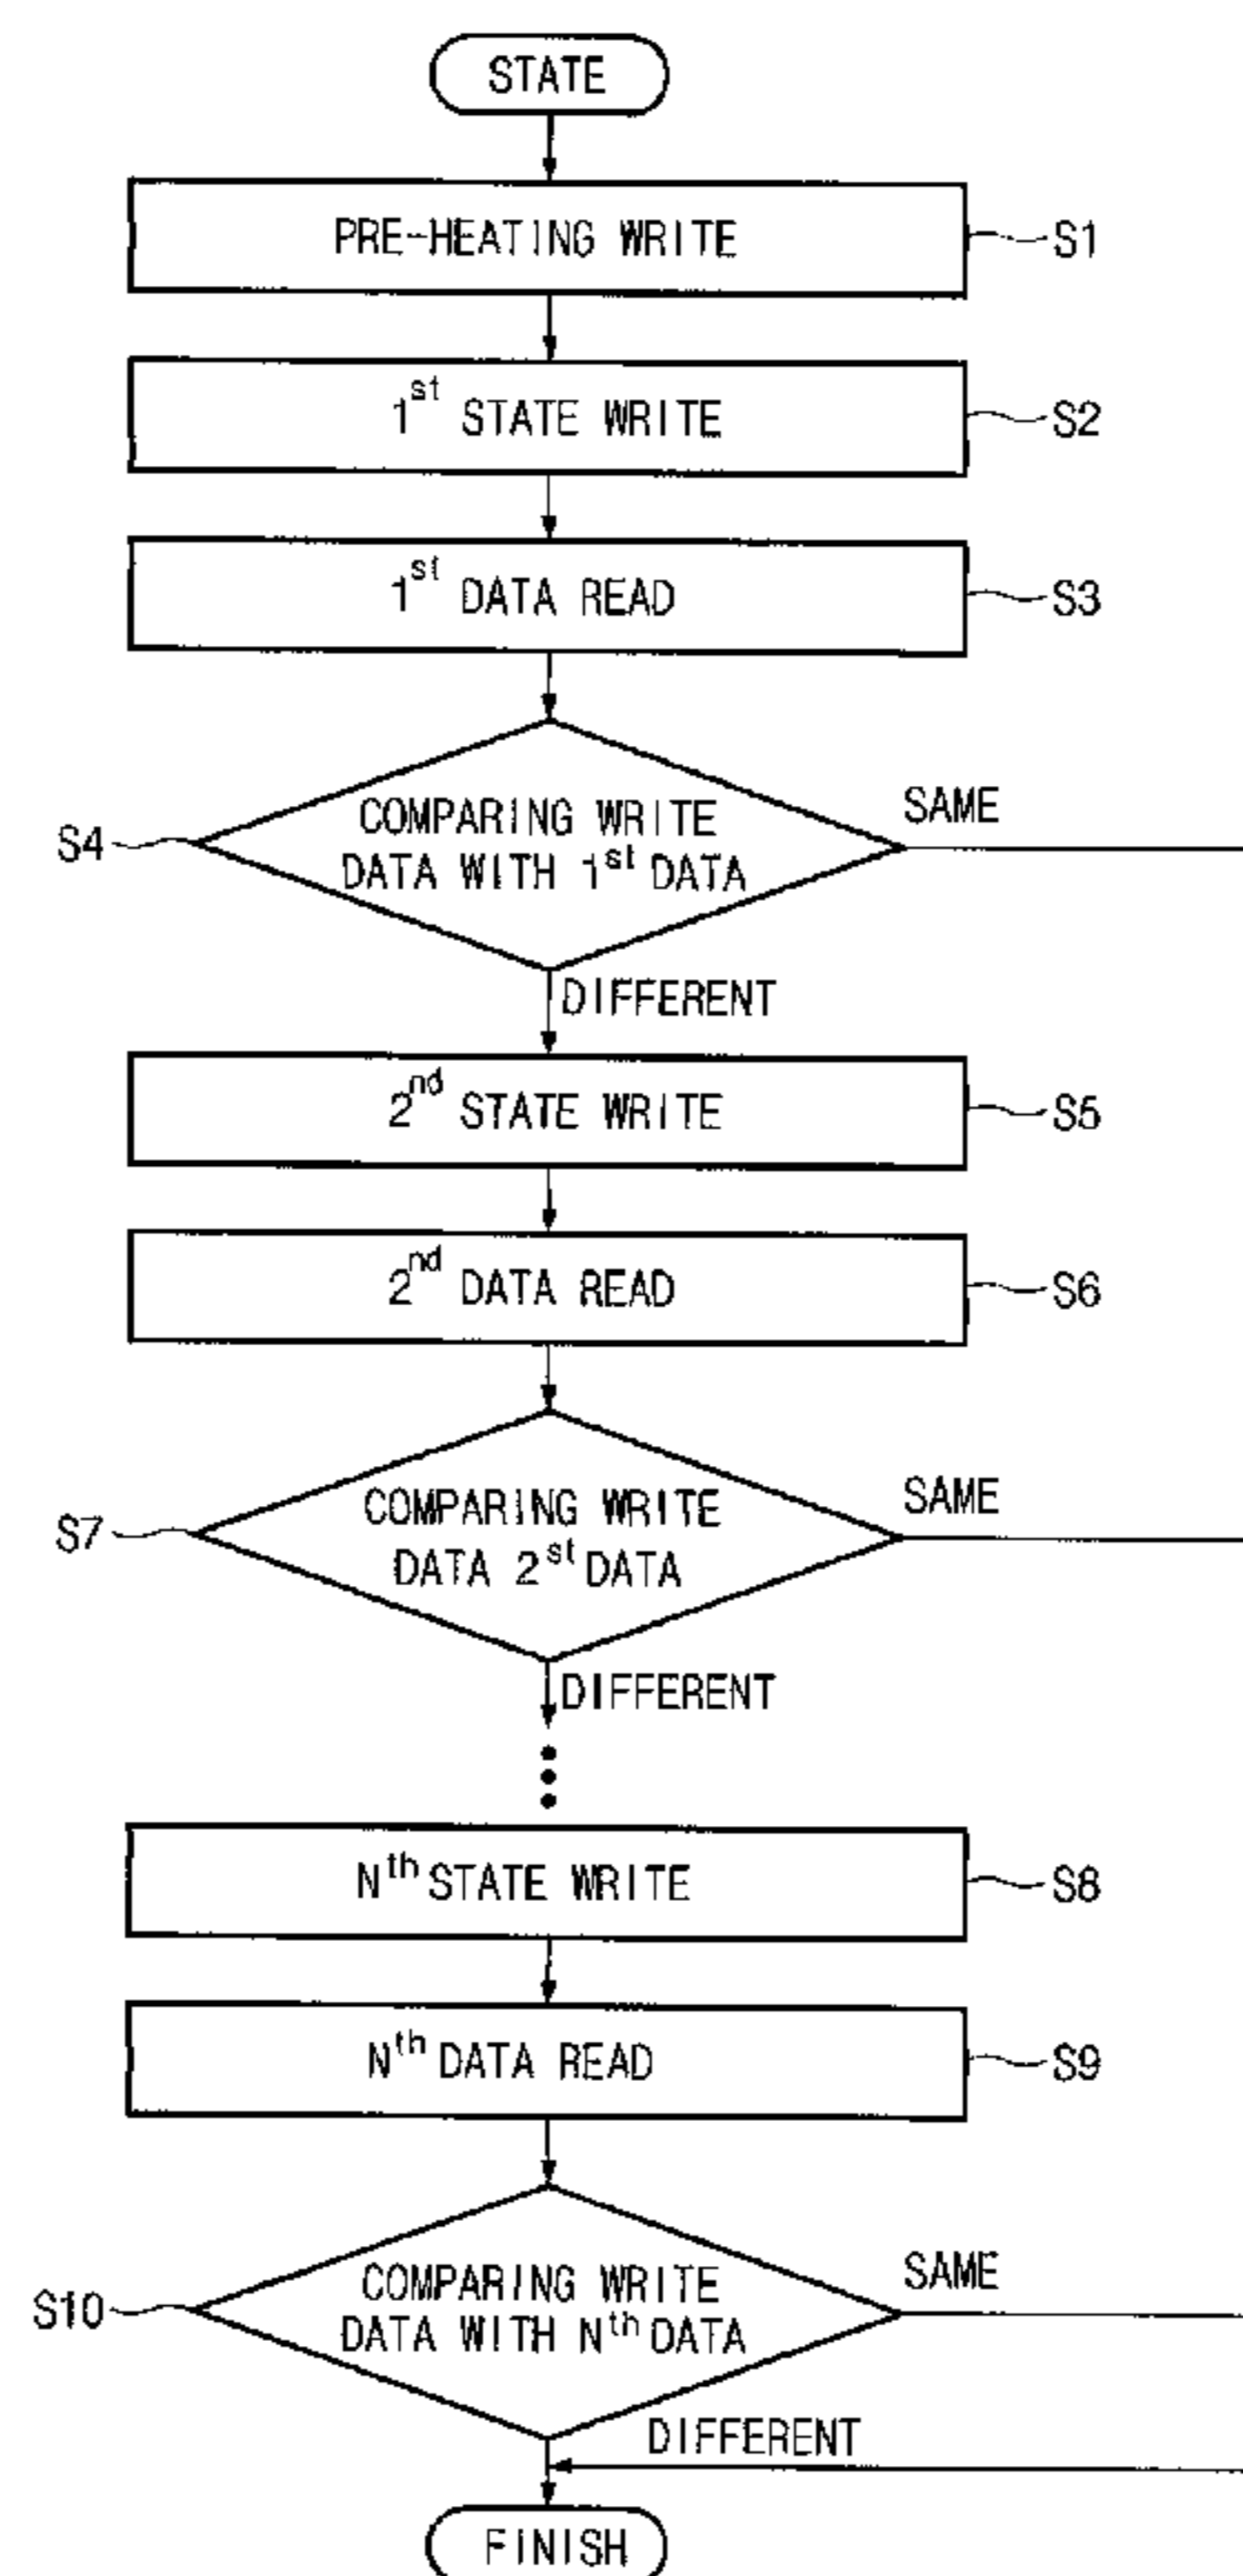 STATE
PRE-HEATING WRITE
S1
1st STATE WRITE
S2
1st DATA READ
S3
S4
COMPARING WRITE
DATA WITH 1st DATA
SAME
DIFFERENT
2nd STATE WRITE
S5
2nd DATA READ
S6
S7
COMPARING WRITE
DATA 2st DATA
SAME
DIFFERENT
Nth STATE WRITE
S8
Nth DATA READ
S9
S10
COMPARING WRITE
DATA WITH Nth DATA
SAME
DIFFERENT
FINISH